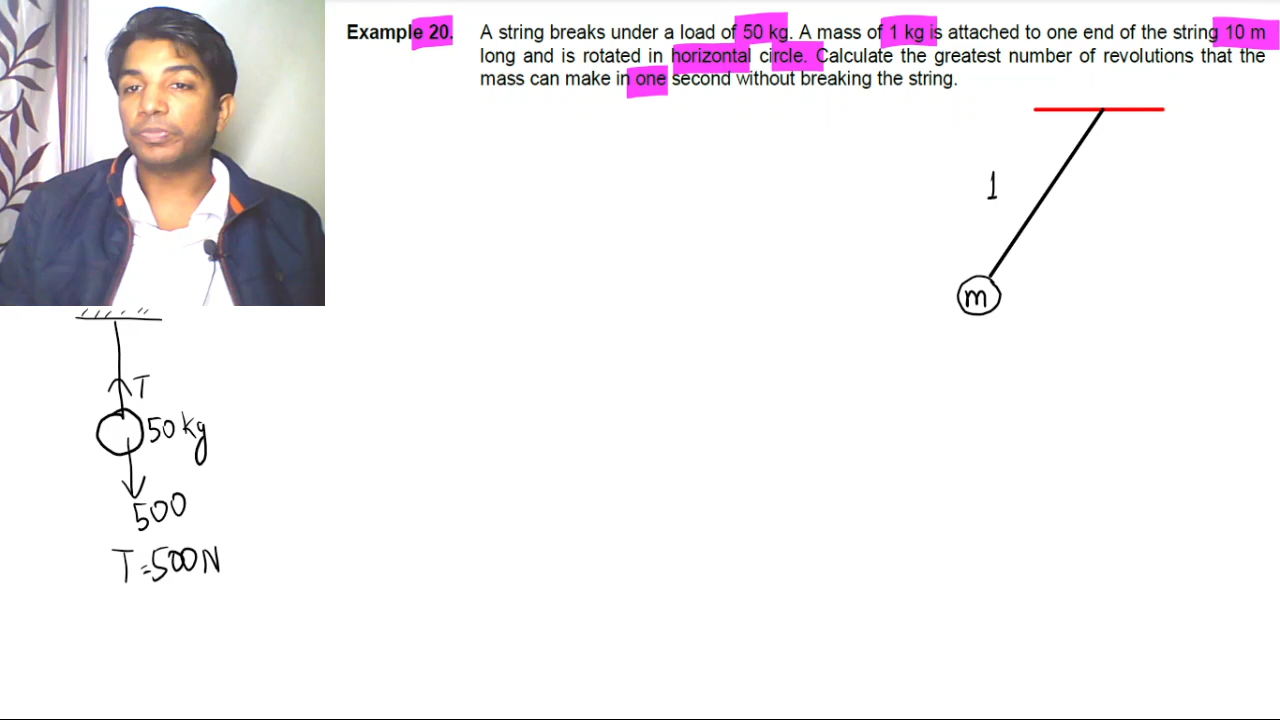 Example 20. A string breaks under a load of 50 kg. A mass of 1 kg is attached to one end of the string 10 m
long and is rotated in horizontal circle. Calculate the greatest number of revolutions that the
mass can make in one second without breaking the string.
1
m
T
50 kg
500
T=500N